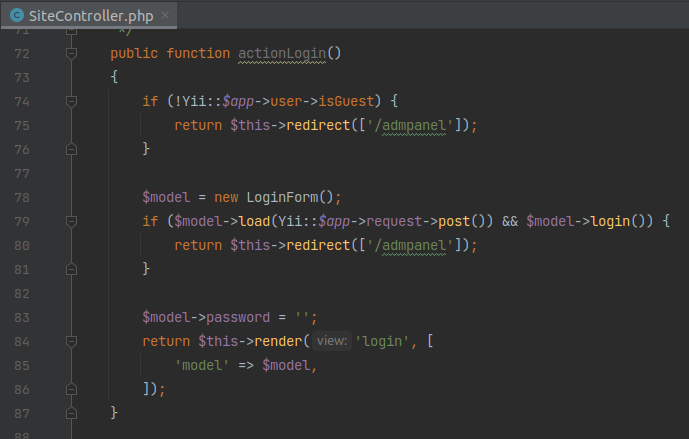 SiteController.php
71 */
72 public function actionLogin()
73 {
74 if (!Yii::$app->user->isGuest) {
75 return $this->redirect(['/admpanel']);
76 }
77
78 $model = new LoginForm();
79 if ($model->load(Yii::$app->request->post()) && $model->login()) {
80 return $this->redirect(['/admpanel']);
81 }
82
83 $model->password = '';
84 return $this->render( view: 'login', [
85 'model' => $model,
86 ]);
87 }
88